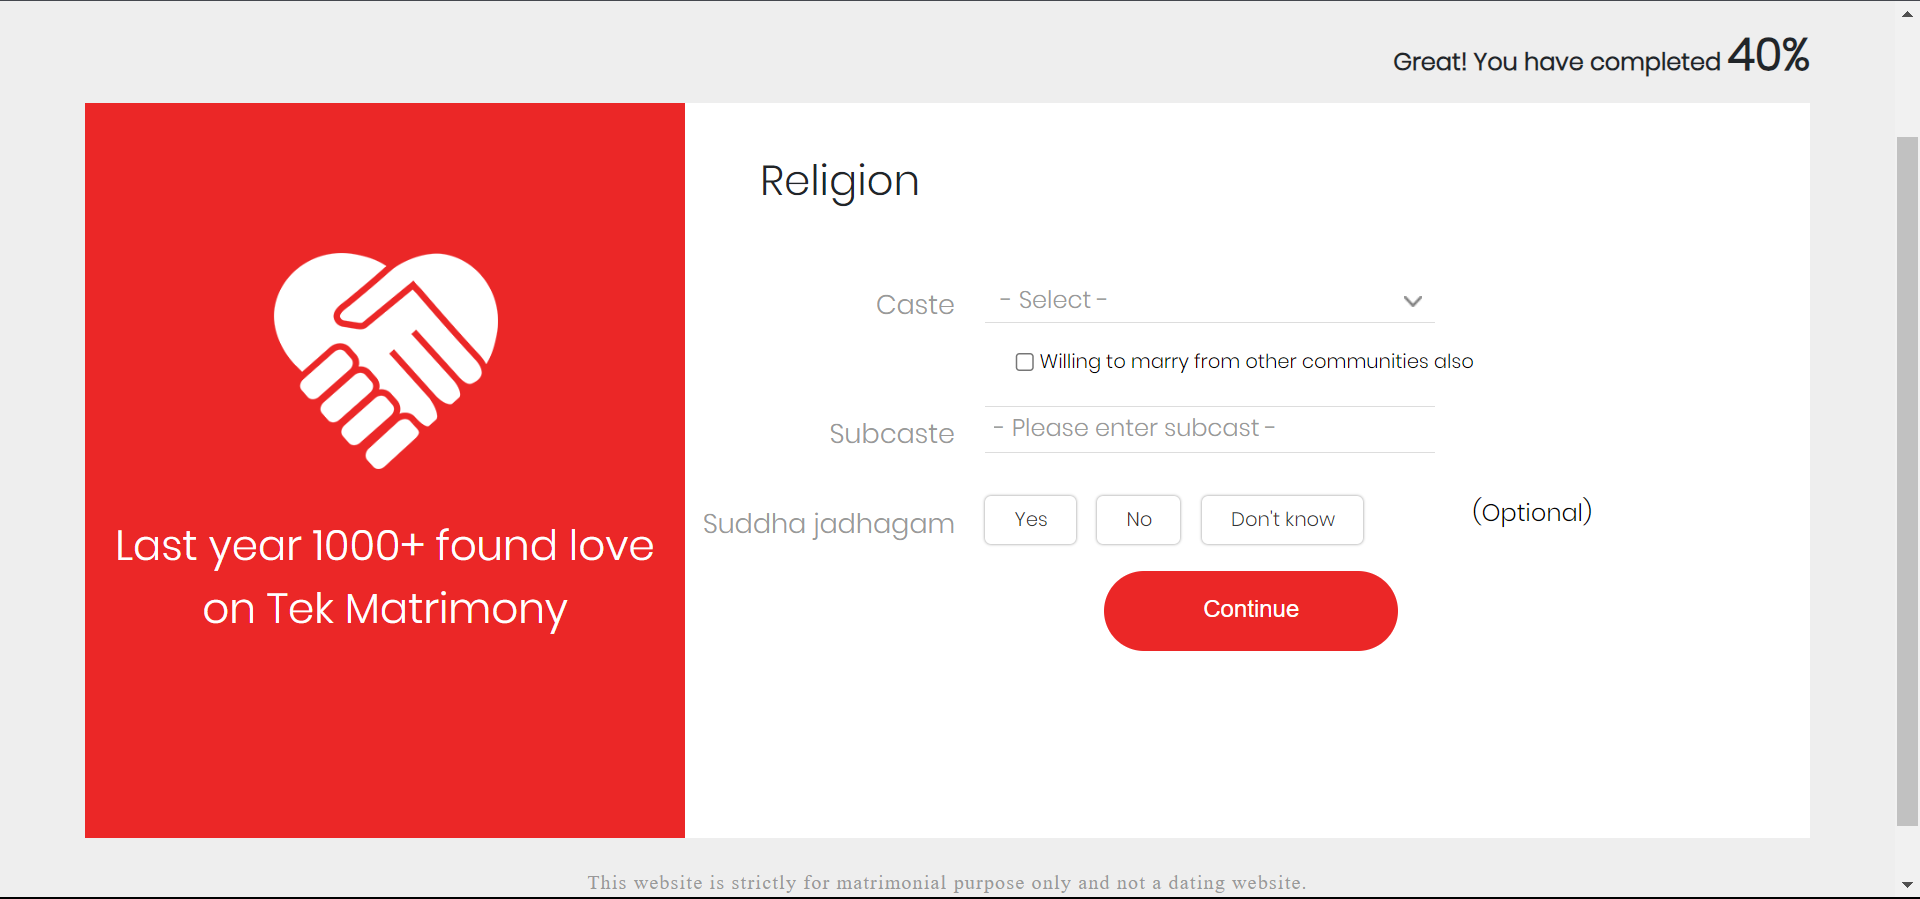 Great! You have completed 40%
Religion
Caste
- Select -
Willing to marry from other communities also
Subcaste
- Please enter subcast -
Suddha jadhagam
Yes
No
Don't know
(Optional)
Continue
Last year 1000+ found love
on Tek Matrimony
This website is strictly for matrimonial purpose only and not a dating website.